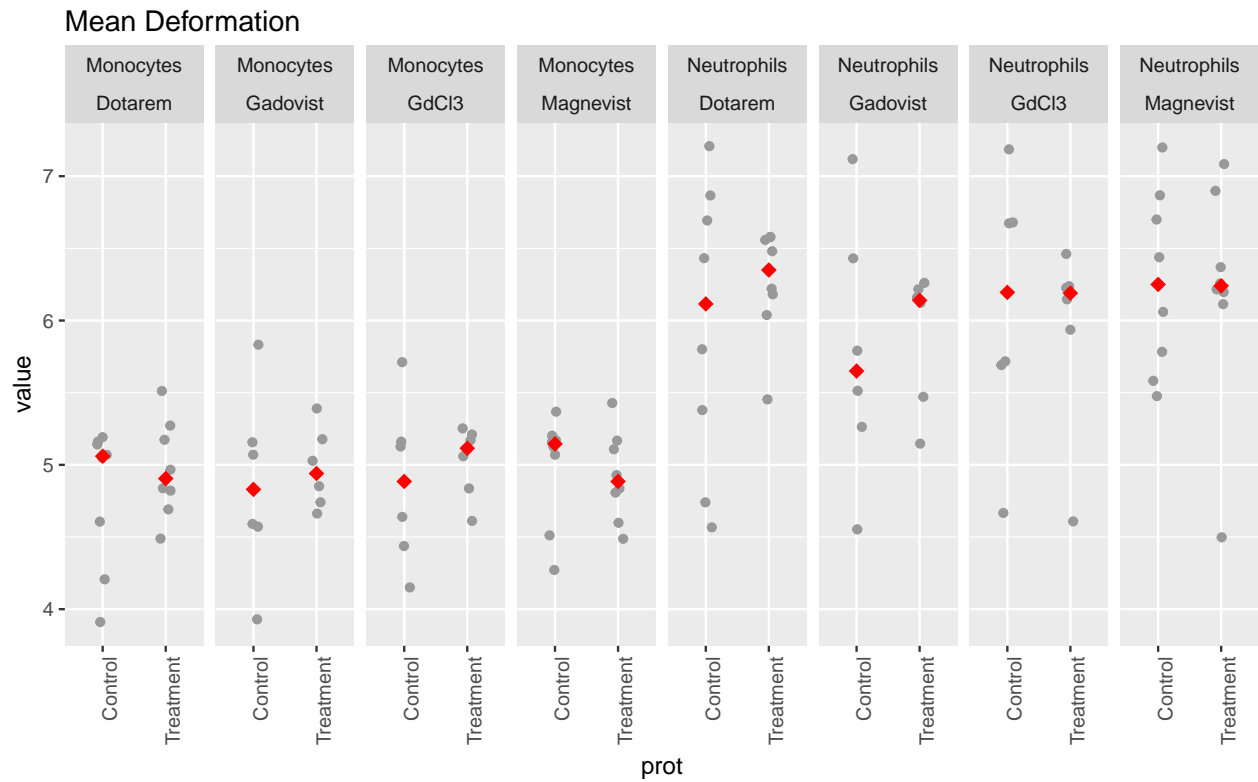 Mean Deformation
Monocytes Monocytes Monocytes Monocytes Neutrophils Neutrophils Neutrophils Neutrophils
Dotarem Gadovist GdCl3 Magnevist Dotarem Gadovist GdCl3 Magnevist
7
6
5
4
value
Control Treatment Control Treatment Control Treatment Control Treatment Control Treatment Control Treatment Control Treatment Control Treatment
prot